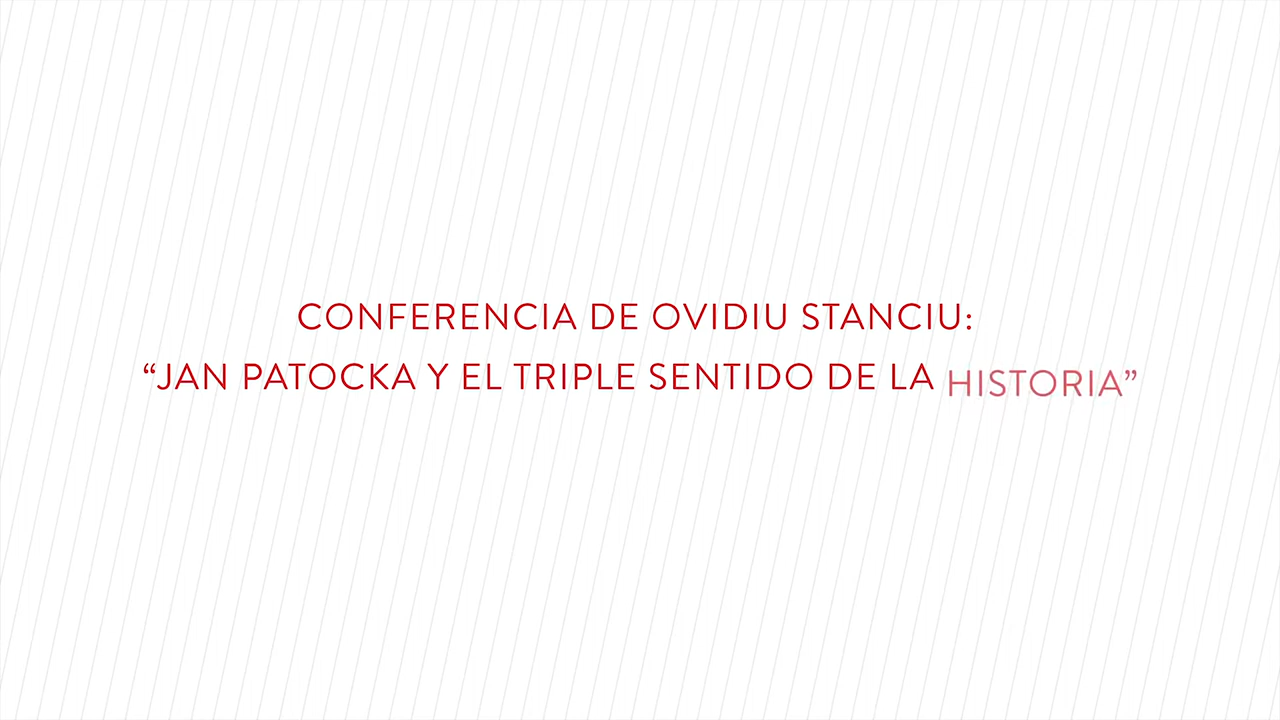 CONFERENCIA DE OVIDIU STANCIU:
“JAN PATOCKA Y EL TRIPLE SENTIDO DE LA HISTORIA”